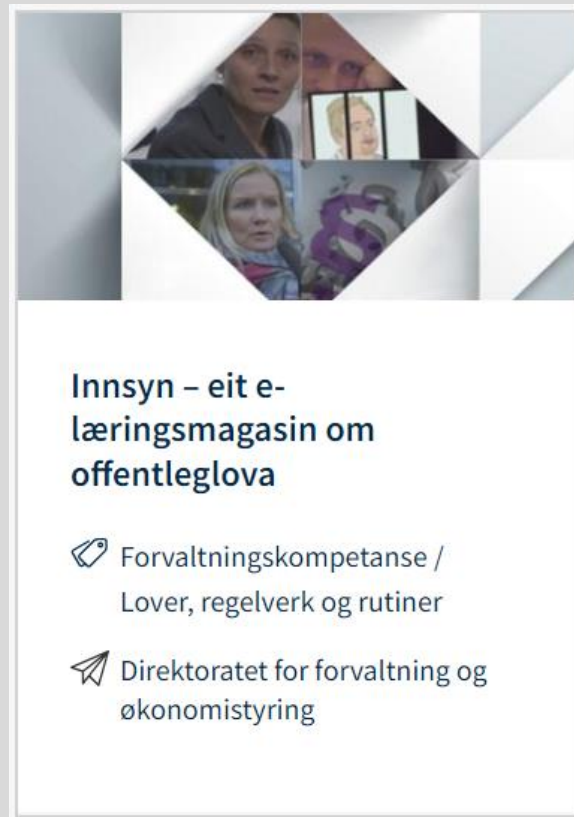 Innsyn – eit e-
læringsmagasin om
offentleglova
Forvaltningskompetanse /
Lover, regelverk og rutiner
Direktoratet for forvaltning og
økonomistyring